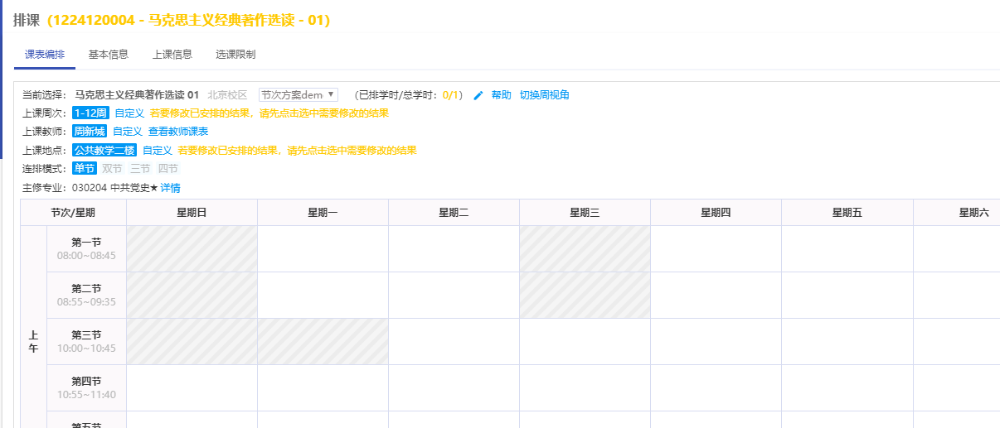 排课 (1224120004 - 马克思主义经典著作选读 - 01)
课表编排 基本信息 上课信息 选课限制
当前选择: 马克思主义经典著作选读 01 北京校区 节次方案dem (已排学时/总学时: 0/1) 帮助 切换周视角
上课周次: 1-12周 自定义 若要修改已安排的结果，请先点击选中需要修改的结果
上课教师: 周新城 自定义 查看教师课表
上课地点: 公共教学二楼 自定义 若要修改已安排的结果，请先点击选中需要修改的结果
连排模式: 单节 双节 三节 四节
主修专业: 030204 中共党史★ 详情
节次/星期 星期日 星期一 星期二 星期三 星期四 星期五 星期六
上午
第一节
08:00~08:45
第二节
08:55~09:35
第三节
10:00~10:45
第四节
10:55~11:40
第五节